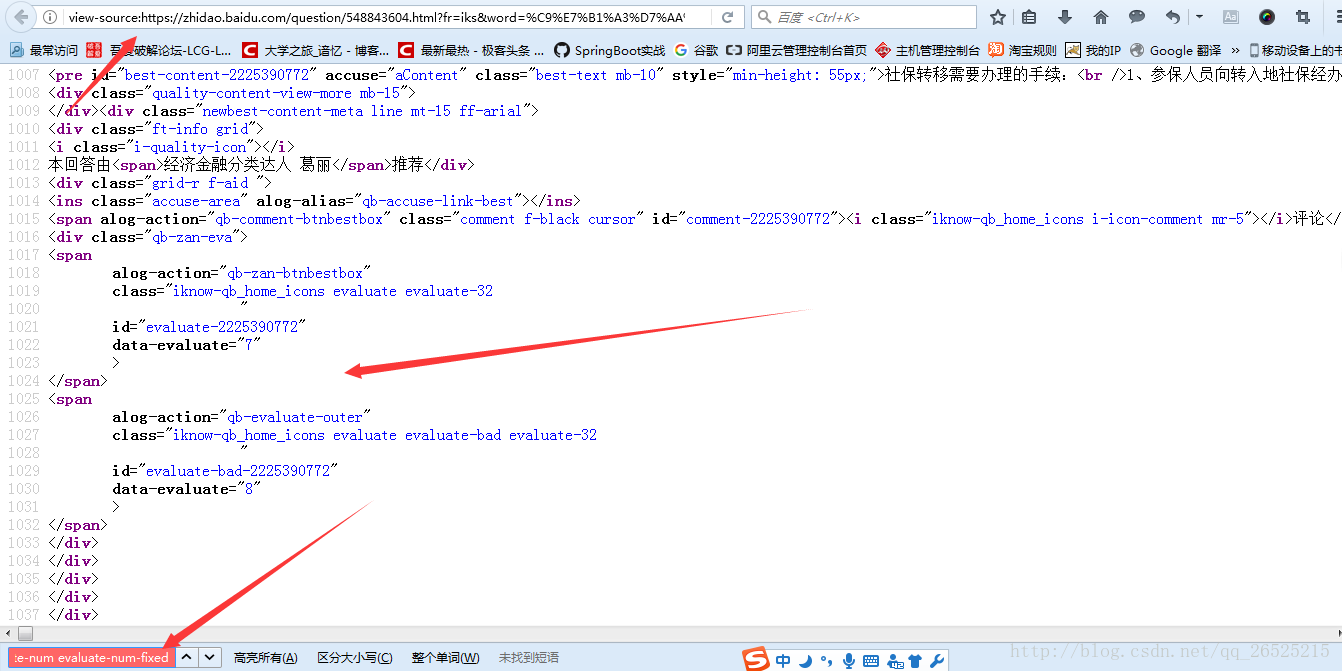 view-source:https://zhidao.baidu.com/question/548843604.html?fr=iks&word=%C9%E7%B1%A3%D7%AA%
百度 <Ctrl+K>
最常访问 吾爱破解论坛-LCG-L... 大学之旅_谙忆 - 博客... 最新最热 - 极客头条 ... SpringBoot实战 谷歌 阿里云管理控制台首页 主机管理控制台 淘宝规则 我的IP Google 翻译 » 移动设备上的书
1007 <pre id="best-content-2225390772" accuse="aContent" class="best-text mb-10" style="min-height: 55px;">社保转移需要办理的手续：<br />1、参保人员向转入地社保经办
1008 <div class="quality-content-view-more mb-15">
1009 </div><div class="newbest-content-meta line mt-15 ff-arial">
1010 <div class="ft-info grid">
1011 <i class="i-quality-icon"></i>
1012 本回答由<span>经济金融分类达人 葛丽</span>推荐</div>
1013 <div class="grid-r f-aid ">
1014 <ins class="accuse-area" alog-alias="qb-accuse-link-best"></ins>
1015 <span alog-action="qb-comment-btnbestbox" class="comment f-black cursor" id="comment-2225390772"><i class="iknow-qb_home_icons i-icon-comment mr-5"></i>评论</
1016 <div class="qb-zan-eva">
1017 <span
1018 alog-action="qb-zan-btnbestbox"
1019 class="iknow-qb_home_icons evaluate evaluate-32
1020 "
1021 id="evaluate-2225390772"
1022 data-evaluate="7"
1023 >
1024 </span>
1025 <span
1026 alog-action="qb-evaluate-outer"
1027 class="iknow-qb_home_icons evaluate evaluate-bad evaluate-32
1028 "
1029 id="evaluate-bad-2225390772"
1030 data-evaluate="8"
1031 >
1032 </span>
1033 </div>
1034 </div>
1035 </div>
1036 </div>
1037 </div>
te-num evaluate-num-fixed 高亮所有(A) 区分大小写(C) 整个单词(W) 未找到短语
中
http://blog.csdn.net/qq_26525215